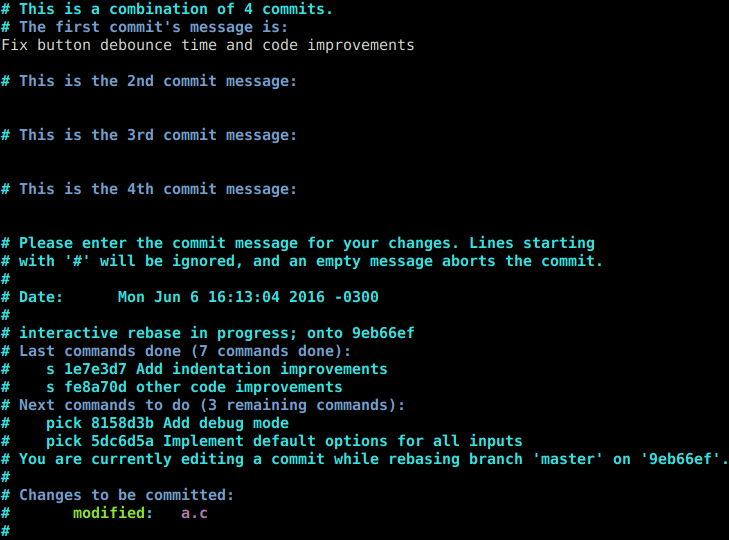 # This is a combination of 4 commits.
# The first commit's message is:
Fix button debounce time and code improvements
# This is the 2nd commit message:
# This is the 3rd commit message:
# This is the 4th commit message:
# Please enter the commit message for your changes. Lines starting
# with '#' will be ignored, and an empty message aborts the commit.
#
# Date:      Mon Jun 6 16:13:04 2016 -0300
#
# interactive rebase in progress; onto 9eb66ef
# Last commands done (7 commands done):
#    s 1e7e3d7 Add indentation improvements
#    s fe8a70d other code improvements
# Next commands to do (3 remaining commands):
#    pick 8158d3b Add debug mode
#    pick 5dc6d5a Implement default options for all inputs
# You are currently editing a commit while rebasing branch 'master' on '9eb66ef'.
#
# Changes to be committed:
#       modified:   a.c
#